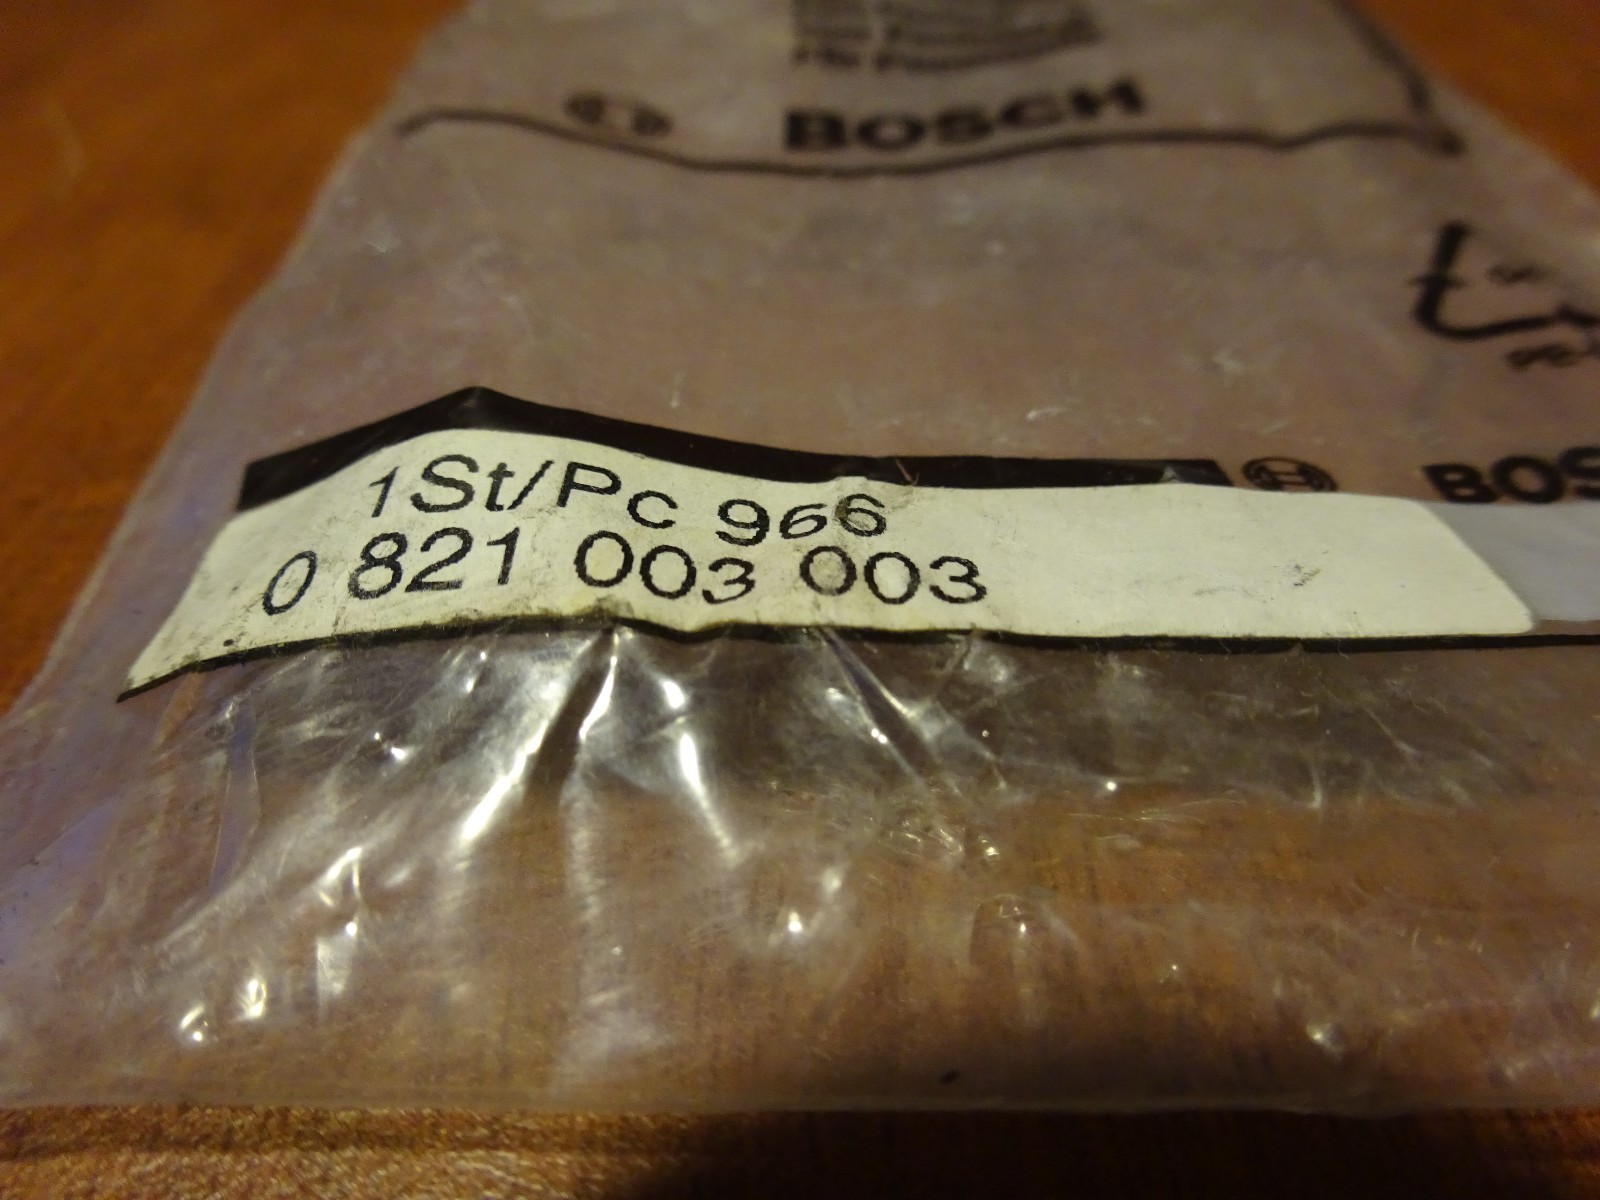 BOSCH
BOS
1St/Pc 966
0 821 003 003